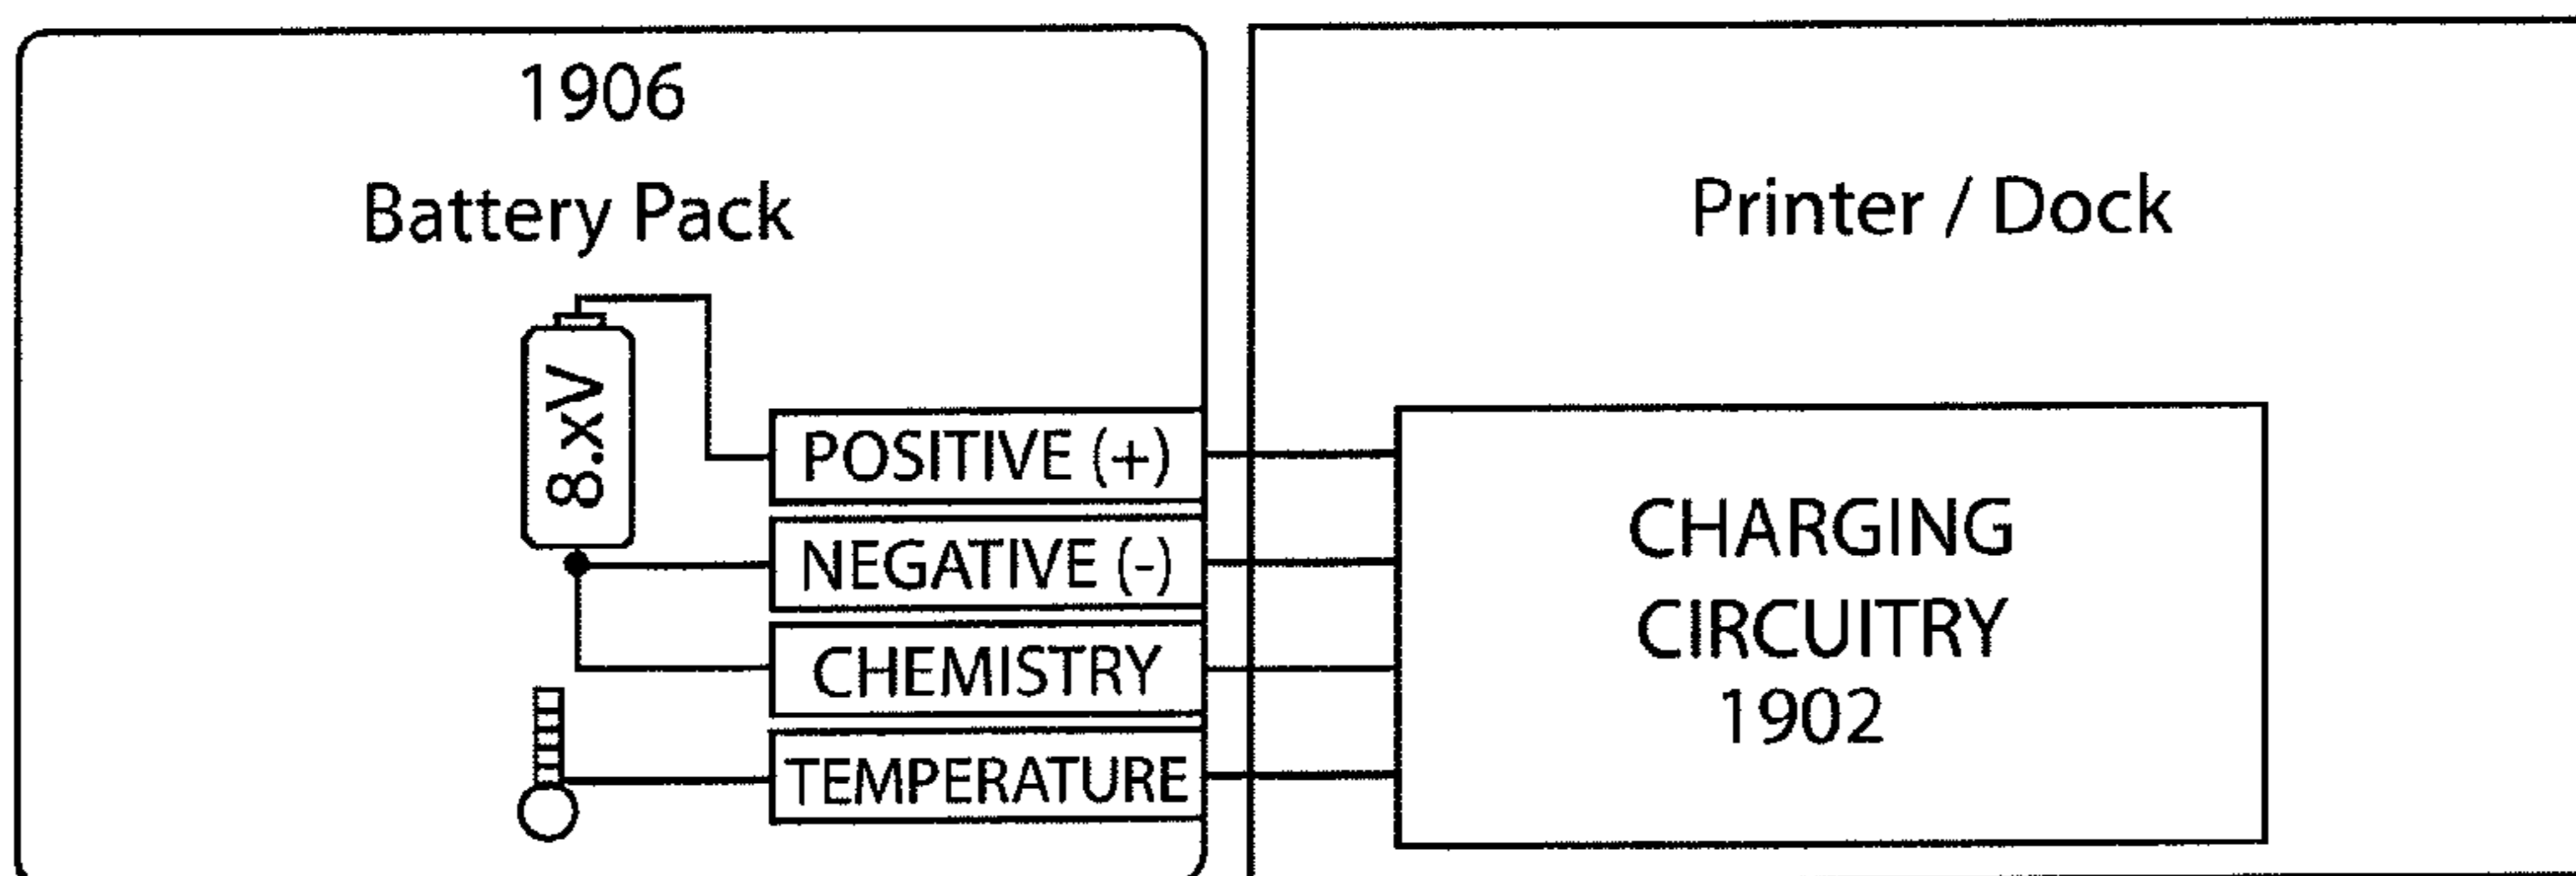 1906
Battery Pack
8.xV
POSITIVE (+)
NEGATIVE (-)
CHEMISTRY
TEMPERATURE
Printer / Dock
CHARGING
CIRCUITRY
1902